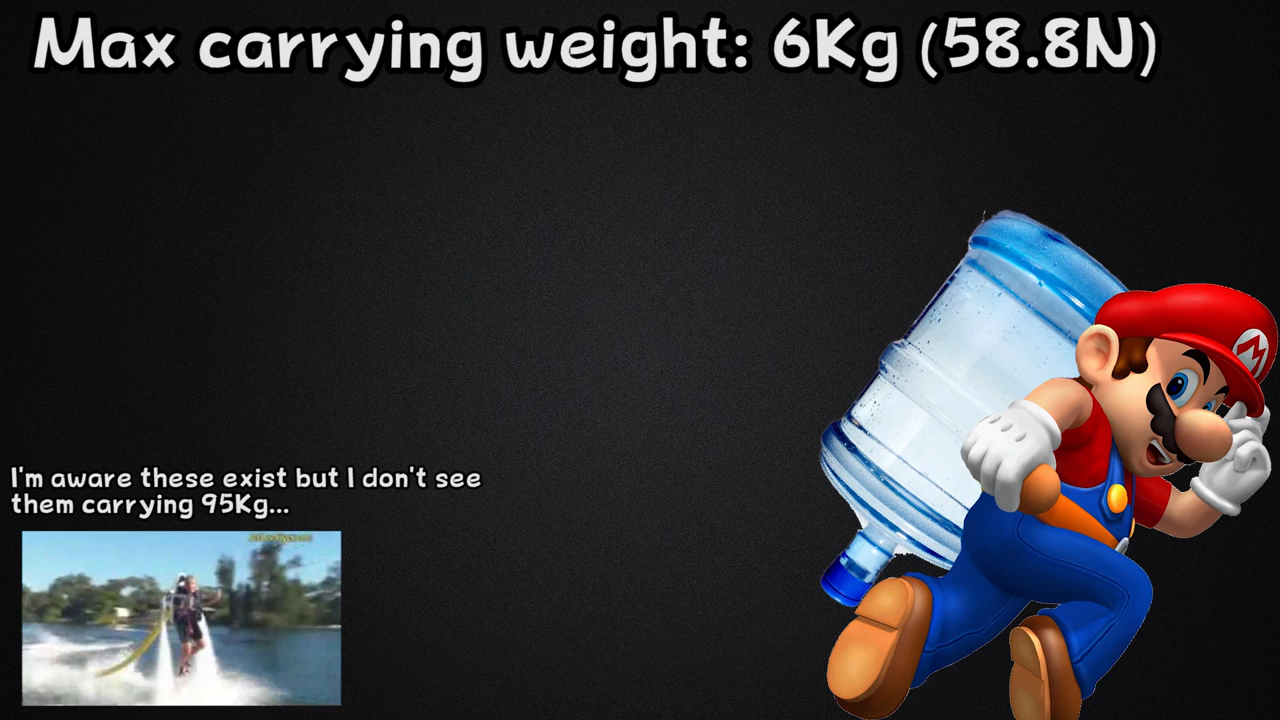 Max carrying weight: 6Kg (58.8N)
I'm aware these exist but I don't see
them carrying 95Kg...
M